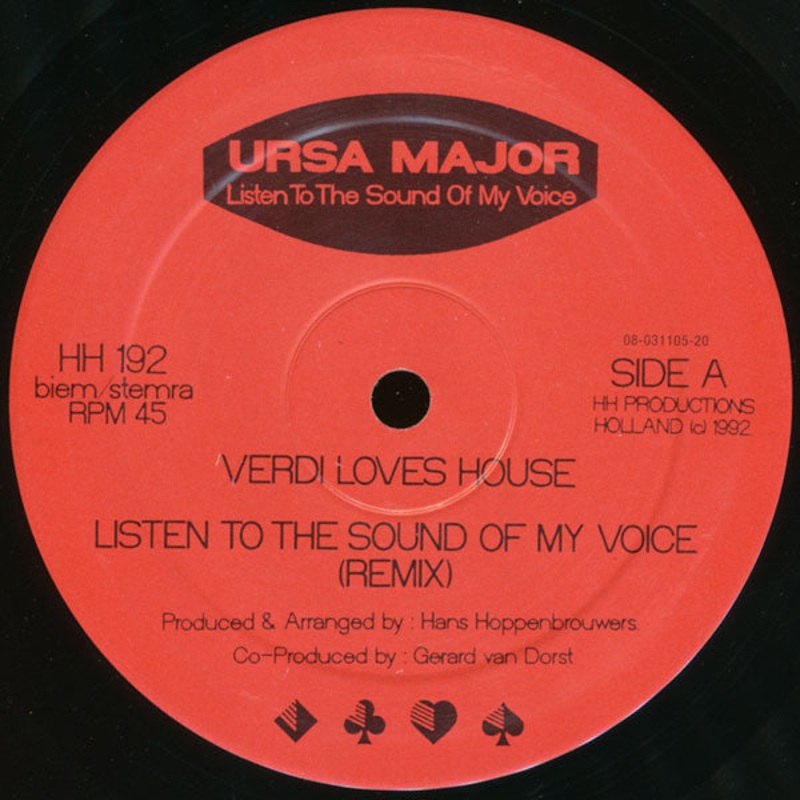 URSA MAJOR
Listen To The Sound Of My Voice
HH 192
biem/stemra
RPM 45
08-031105-20
SIDE A
HH PRODUCTIONS
HOLLAND (c) 1992
VERDI LOVES HOUSE
LISTEN TO THE SOUND OF MY VOICE
(REMIX)
Produced & Arranged by : Hans Hoppenbrouwers.
Co-Produced by : Gerard van Dorst